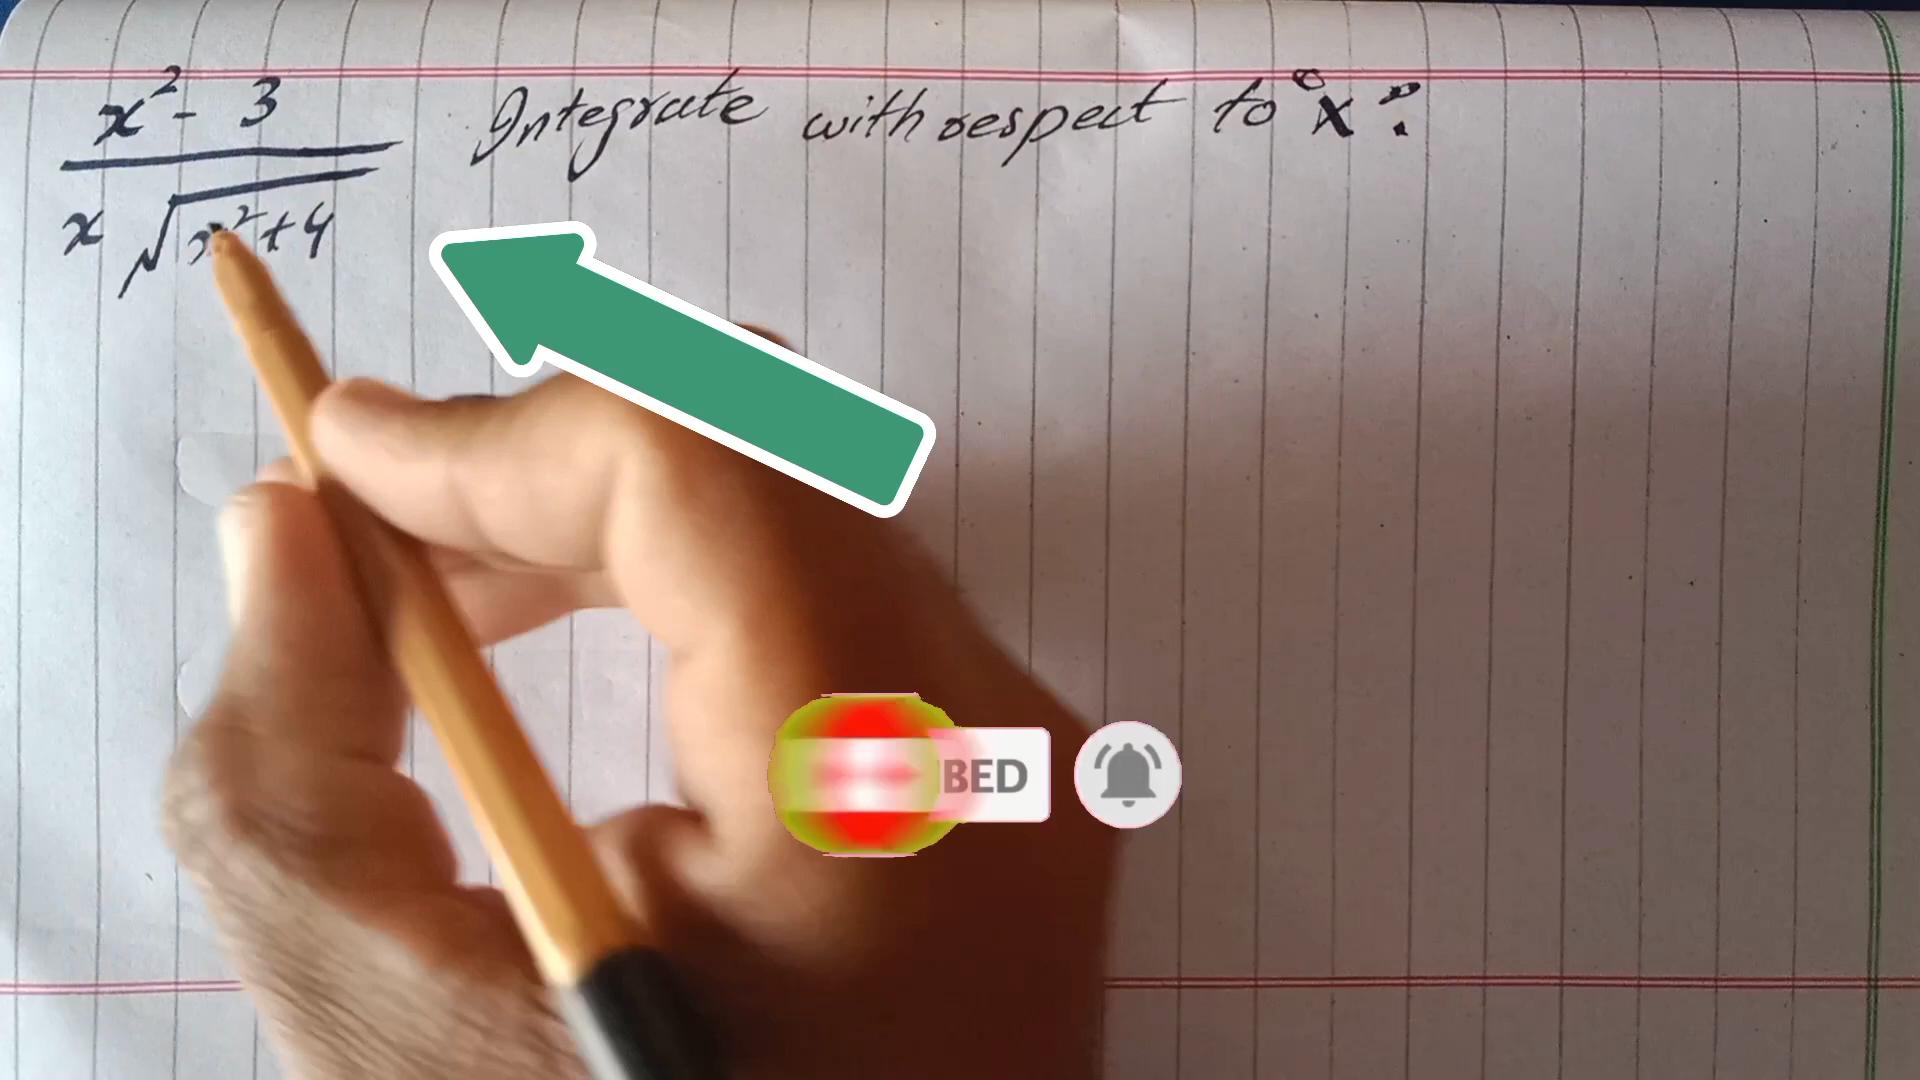 x² - 3 Integrate with respect to x?
x √x²+4
BED